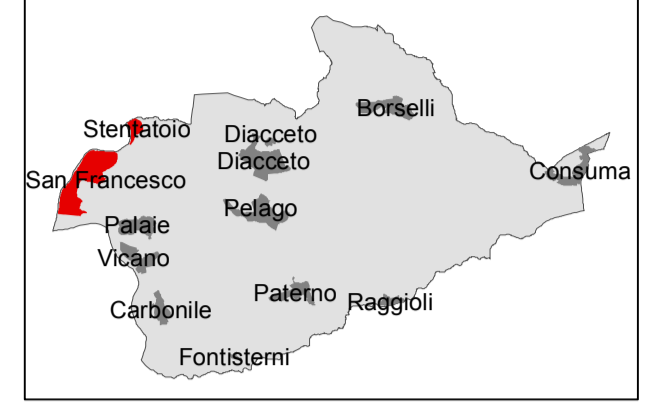 Borselli
Stentatoio
Diacceto
Diacceto
Consuma
San Francesco
Pelago
Palaie
Vicano
Paterno
Raggioli
Carbonile
Fontisterni